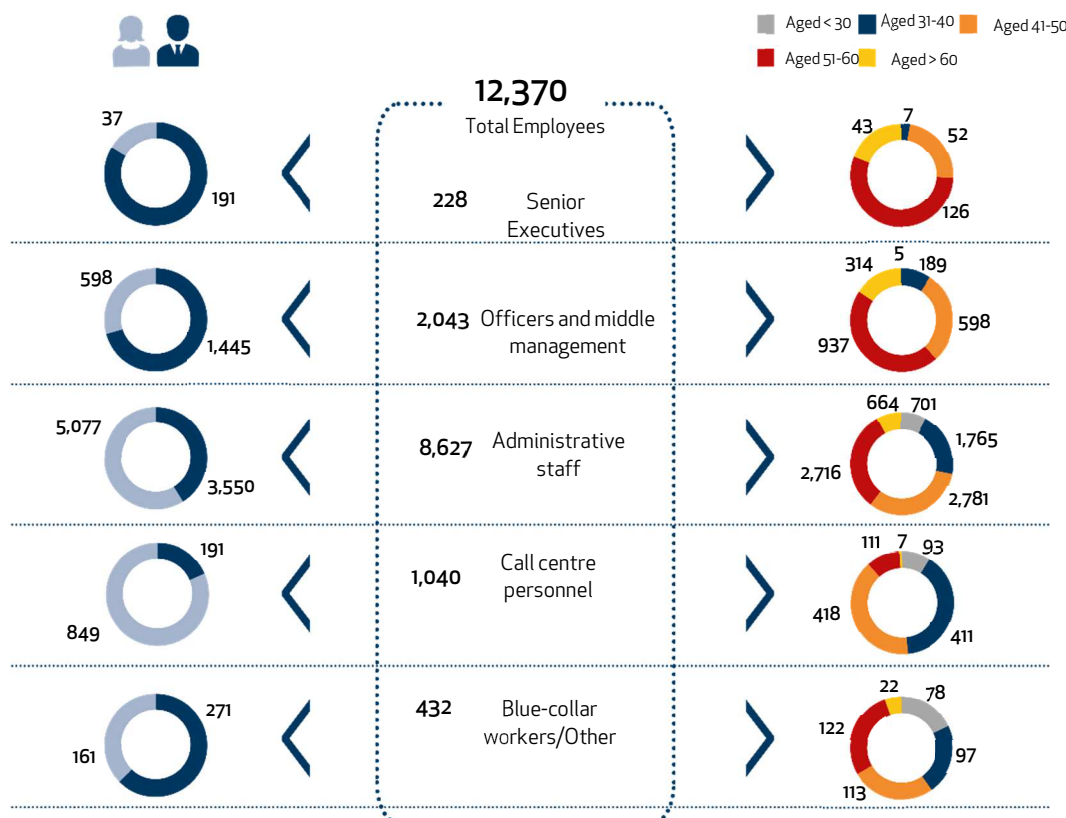 Aged < 30 Aged 31-40 Aged 41-50
Aged 51-60 Aged > 60
12,370
Total Employees
37
191
228 Senior
Executives
43 7 52
126
598
1,445
2,043 Officers and middle
management
314 5 189
598
937
5,077
3,550
8,627 Administrative
staff
664 701
1,765
2,716
2,781
191
849
1,040 Call centre
personnel
111 7 93
418
411
271
161
432 Blue-collar
workers/Other
22 78
122
97
113